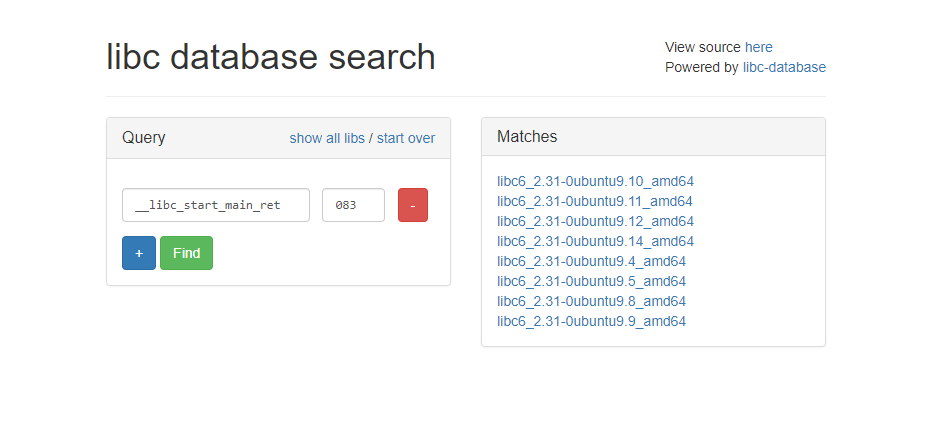 libc database search
View source here
Powered by libc-database
Query
show all libs / start over
__libc_start_main_ret
083
-
+
Find
Matches
libc6_2.31-0ubuntu9.10_amd64
libc6_2.31-0ubuntu9.11_amd64
libc6_2.31-0ubuntu9.12_amd64
libc6_2.31-0ubuntu9.14_amd64
libc6_2.31-0ubuntu9.4_amd64
libc6_2.31-0ubuntu9.5_amd64
libc6_2.31-0ubuntu9.8_amd64
libc6_2.31-0ubuntu9.9_amd64